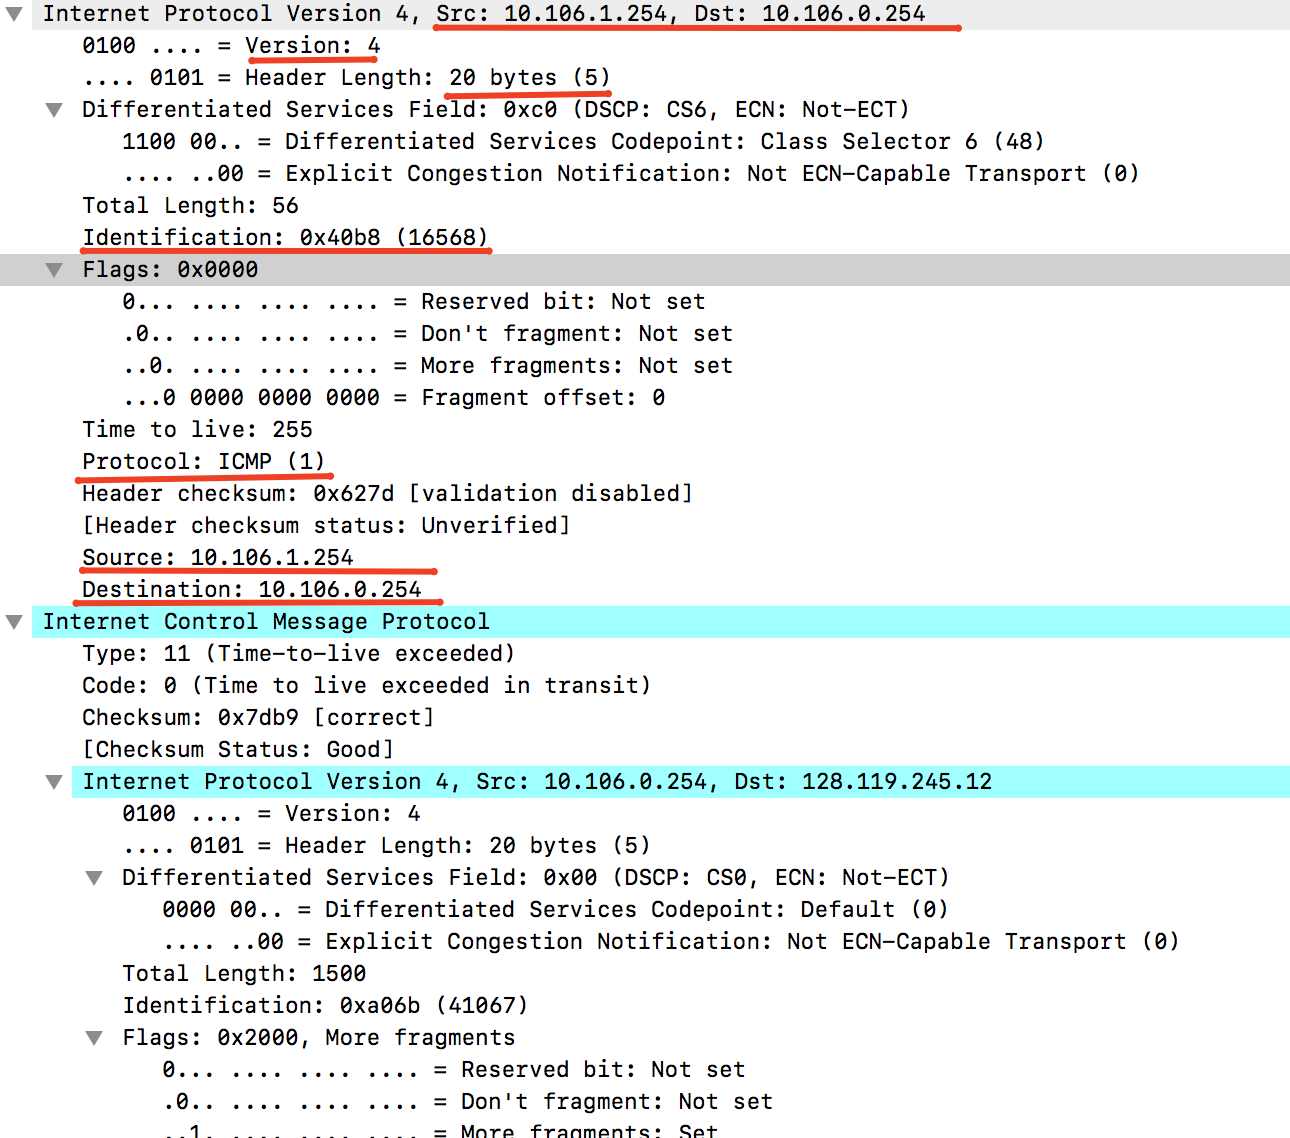 Internet Protocol Version 4, Src: 10.106.1.254, Dst: 10.106.0.254
0100 .... = Version: 4
.... 0101 = Header Length: 20 bytes (5)
Differentiated Services Field: 0xc0 (DSCP: CS6, ECN: Not-ECT)
1100 00.. = Differentiated Services Codepoint: Class Selector 6 (48)
.... ..00 = Explicit Congestion Notification: Not ECN-Capable Transport (0)
Total Length: 56
Identification: 0x40b8 (16568)
Flags: 0x0000
0... .... .... .... = Reserved bit: Not set
.0.. .... .... .... = Don't fragment: Not set
..0. .... .... .... = More fragments: Not set
...0 0000 0000 0000 = Fragment offset: 0
Time to live: 255
Protocol: ICMP (1)
Header checksum: 0x627d [validation disabled]
[Header checksum status: Unverified]
Source: 10.106.1.254
Destination: 10.106.0.254
Internet Control Message Protocol
Type: 11 (Time-to-live exceeded)
Code: 0 (Time to live exceeded in transit)
Checksum: 0x7db9 [correct]
[Checksum Status: Good]
Internet Protocol Version 4, Src: 10.106.0.254, Dst: 128.119.245.12
0100 .... = Version: 4
.... 0101 = Header Length: 20 bytes (5)
Differentiated Services Field: 0x00 (DSCP: CS0, ECN: Not-ECT)
0000 00.. = Differentiated Services Codepoint: Default (0)
.... ..00 = Explicit Congestion Notification: Not ECN-Capable Transport (0)
Total Length: 1500
Identification: 0xa06b (41067)
Flags: 0x2000, More fragments
0... .... .... .... = Reserved bit: Not set
.0.. .... .... .... = Don't fragment: Not set
..1. .... .... .... = More fragments: Set